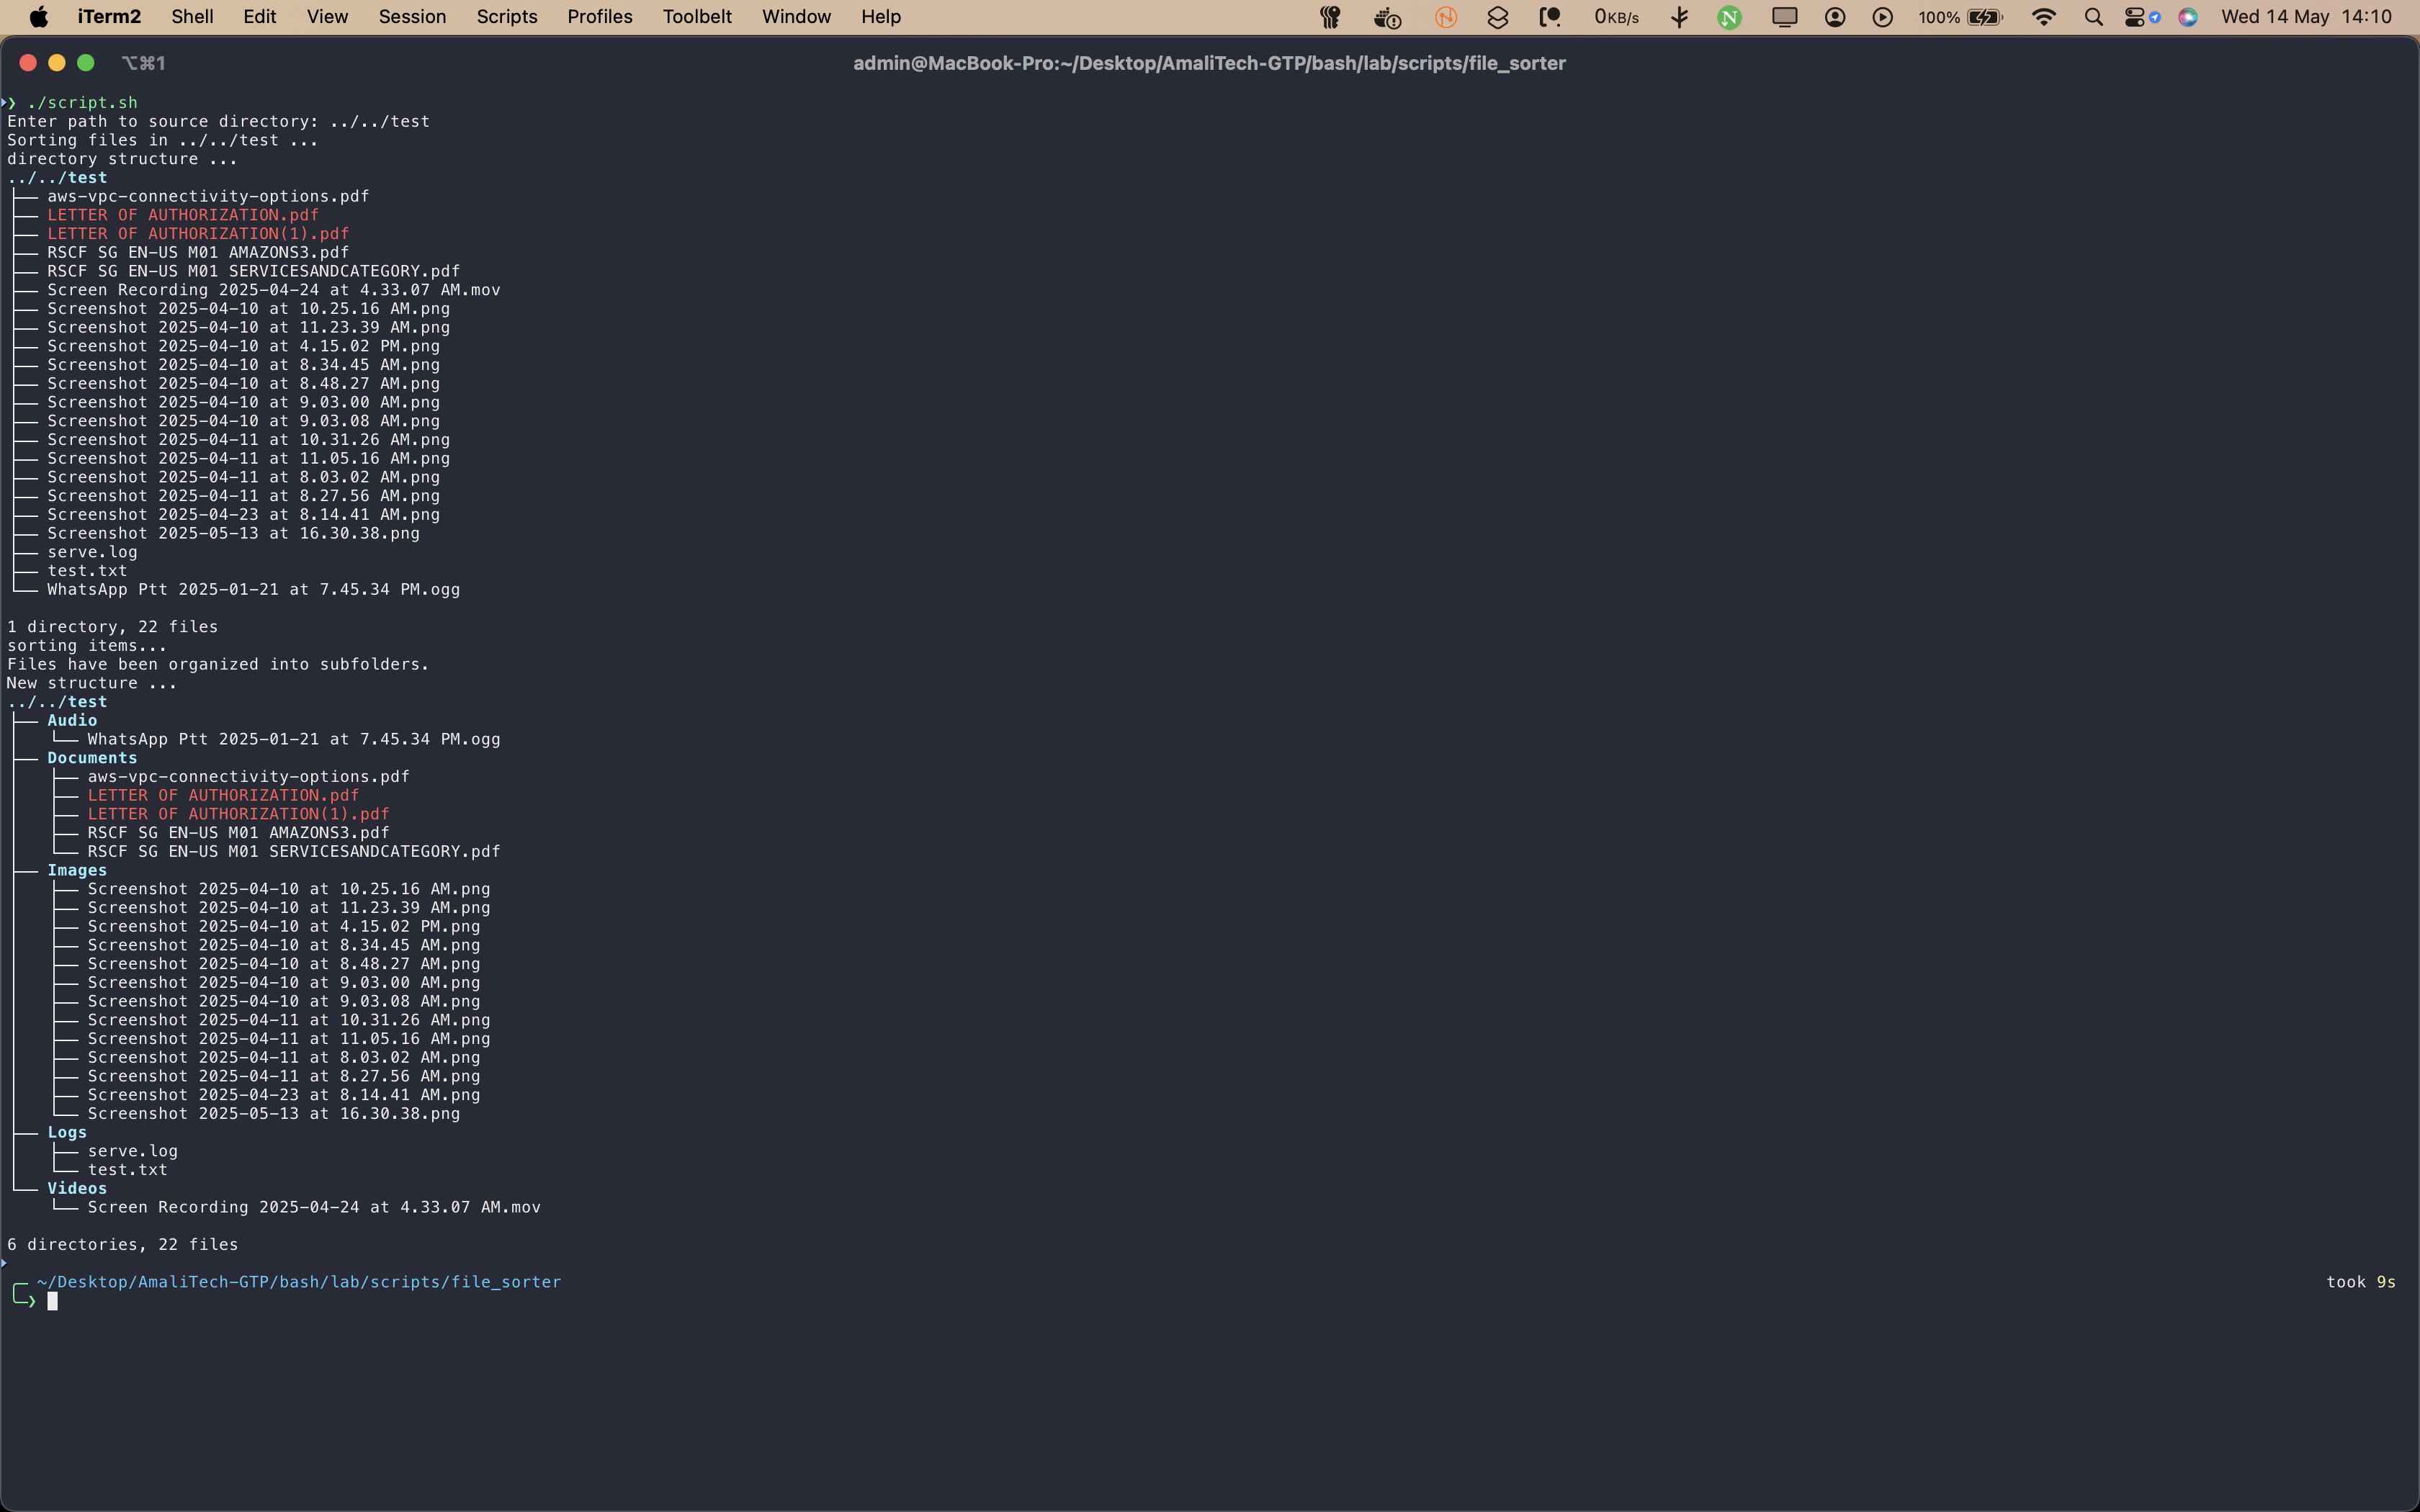 iTerm2 Shell Edit View Session Scripts Profiles Toolbelt Window Help 0KB/s 100% Wed 14 May 14:10
⌥⌘1 admin@MacBook-Pro:~/Desktop/AmaliTech-GTP/bash/lab/scripts/file_sorter
❯ ./script.sh
Enter path to source directory: ../../test
Sorting files in ../../test ...
directory structure ...
../../test
├── aws-vpc-connectivity-options.pdf
├── LETTER OF AUTHORIZATION.pdf
├── LETTER OF AUTHORIZATION(1).pdf
├── RSCF SG EN-US M01 AMAZONS3.pdf
├── RSCF SG EN-US M01 SERVICESANDCATEGORY.pdf
├── Screen Recording 2025-04-24 at 4.33.07 AM.mov
├── Screenshot 2025-04-10 at 10.25.16 AM.png
├── Screenshot 2025-04-10 at 11.23.39 AM.png
├── Screenshot 2025-04-10 at 4.15.02 PM.png
├── Screenshot 2025-04-10 at 8.34.45 AM.png
├── Screenshot 2025-04-10 at 8.48.27 AM.png
├── Screenshot 2025-04-10 at 9.03.00 AM.png
├── Screenshot 2025-04-10 at 9.03.08 AM.png
├── Screenshot 2025-04-11 at 10.31.26 AM.png
├── Screenshot 2025-04-11 at 11.05.16 AM.png
├── Screenshot 2025-04-11 at 8.03.02 AM.png
├── Screenshot 2025-04-11 at 8.27.56 AM.png
├── Screenshot 2025-04-23 at 8.14.41 AM.png
├── Screenshot 2025-05-13 at 16.30.38.png
├── serve.log
├── test.txt
└── WhatsApp Ptt 2025-01-21 at 7.45.34 PM.ogg
1 directory, 22 files
sorting items...
Files have been organized into subfolders.
New structure ...
../../test
├── Audio
│   └── WhatsApp Ptt 2025-01-21 at 7.45.34 PM.ogg
├── Documents
│   ├── aws-vpc-connectivity-options.pdf
│   ├── LETTER OF AUTHORIZATION.pdf
│   ├── LETTER OF AUTHORIZATION(1).pdf
│   ├── RSCF SG EN-US M01 AMAZONS3.pdf
│   └── RSCF SG EN-US M01 SERVICESANDCATEGORY.pdf
├── Images
│   ├── Screenshot 2025-04-10 at 10.25.16 AM.png
│   ├── Screenshot 2025-04-10 at 11.23.39 AM.png
│   ├── Screenshot 2025-04-10 at 4.15.02 PM.png
│   ├── Screenshot 2025-04-10 at 8.34.45 AM.png
│   ├── Screenshot 2025-04-10 at 8.48.27 AM.png
│   ├── Screenshot 2025-04-10 at 9.03.00 AM.png
│   ├── Screenshot 2025-04-10 at 9.03.08 AM.png
│   ├── Screenshot 2025-04-11 at 10.31.26 AM.png
│   ├── Screenshot 2025-04-11 at 11.05.16 AM.png
│   ├── Screenshot 2025-04-11 at 8.03.02 AM.png
│   ├── Screenshot 2025-04-11 at 8.27.56 AM.png
│   ├── Screenshot 2025-04-23 at 8.14.41 AM.png
│   └── Screenshot 2025-05-13 at 16.30.38.png
├── Logs
│   ├── serve.log
│   └── test.txt
└── Videos
    └── Screen Recording 2025-04-24 at 4.33.07 AM.mov
6 directories, 22 files
~/Desktop/AmaliTech-GTP/bash/lab/scripts/file_sorter took 9s
❯